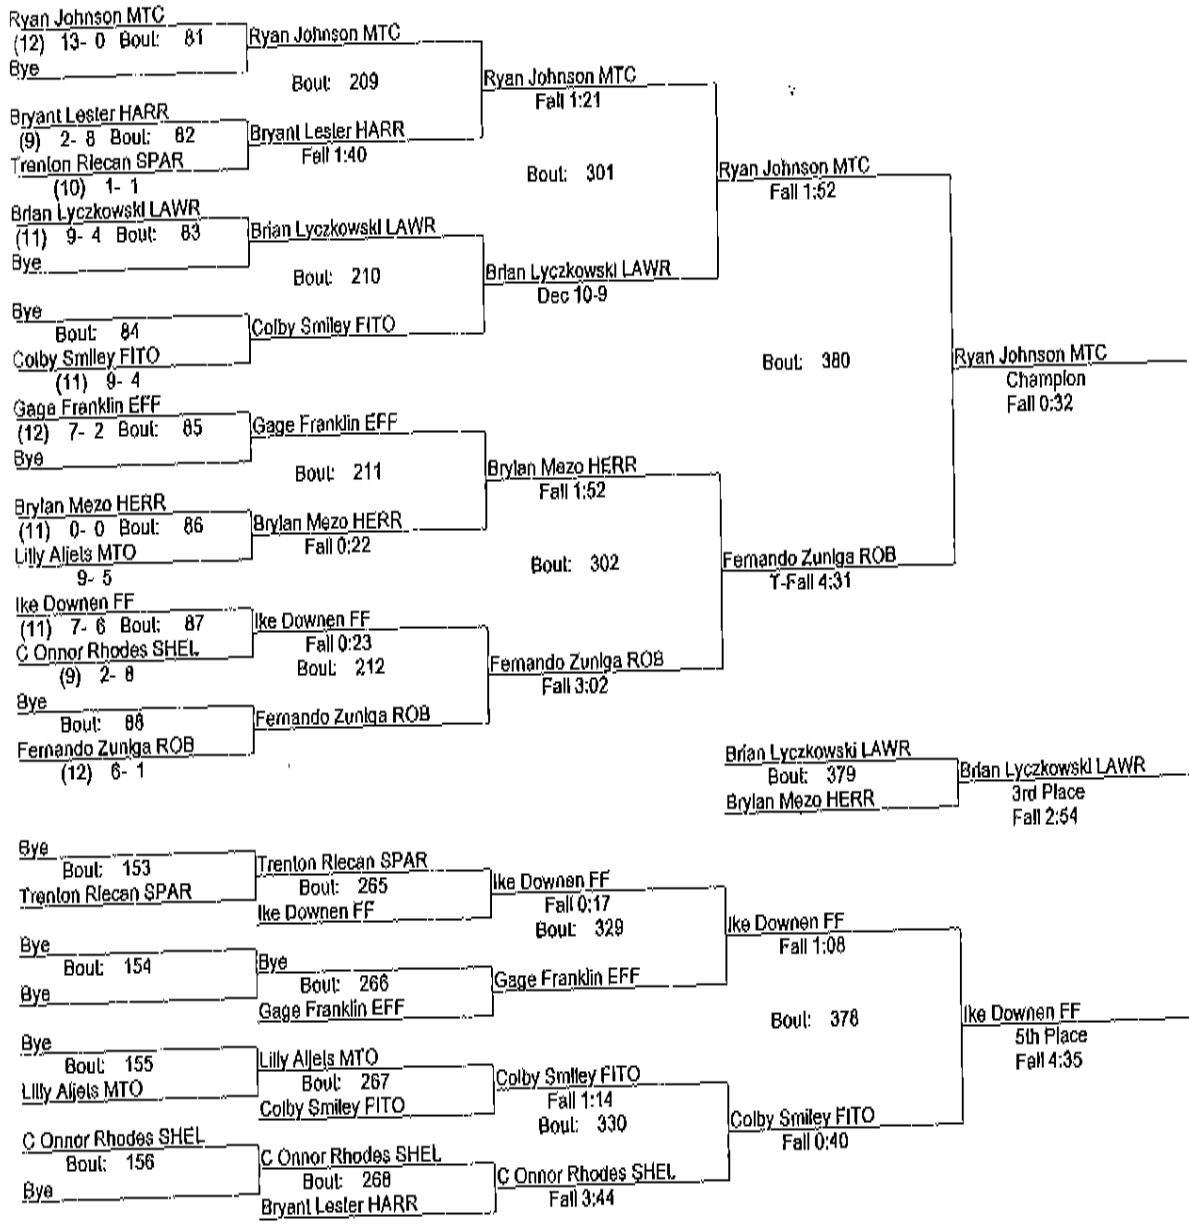 Ryan Johnson MTC
(12) 13- 0 Bout: 81
Bye
Ryan Johnson MTC
Bout: 209
Bryant Lester HARR
(9) 2- 8 Bout: 82
Trenton Riecan SPAR
(10) 1- 1
Bryant Lester HARR
Fall 1:40
Ryan Johnson MTC
Fall 1:21
Bout: 301
Brian Lyczkowski LAWR
(11) 9- 4 Bout: 83
Bye
Brian Lyczkowski LAWR
Bout: 210
Bye
Bout: 84
Colby Smiley FITO
(11) 9- 4
Colby Smiley FITO
Brian Lyczkowski LAWR
Dec 10-9
Ryan Johnson MTC
Fall 1:52
Bout: 380
Gage Franklin EFF
(12) 7- 2 Bout: 85
Bye
Gage Franklin EFF
Bout: 211
Brylan Mezo HERR
(11) 0- 0 Bout: 86
Lilly Aljets MTO
9- 5
Brylan Mezo HERR
Fall 0:22
Brylan Mezo HERR
Fall 1:52
Bout: 302
Ike Downen FF
(11) 7- 6 Bout: 87
C Onnor Rhodes SHEL
(9) 2- 8
Ike Downen FF
Fall 0:23
Bout: 212
Bye
Bout: 88
Fernando Zuniga ROB
(12) 6- 1
Fernando Zuniga ROB
Fernando Zuniga ROB
Fall 3:02
Fernando Zuniga ROB
T-Fall 4:31
Ryan Johnson MTC
Champion
Fall 0:32
Brian Lyczkowski LAWR
Bout: 379
Brylan Mezo HERR
Brian Lyczkowski LAWR
3rd Place
Fall 2:54
Bye
Bout: 153
Trenton Riecan SPAR
Trenton Riecan SPAR
Bout: 265
Ike Downen FF
Ike Downen FF
Fall 0:17
Bout: 329
Bye
Bout: 154
Bye
Bye
Bout: 266
Gage Franklin EFF
Gage Franklin EFF
Ike Downen FF
Fall 1:08
Bout: 378
Bye
Bout: 155
Lilly Aljets MTO
Lilly Aljets MTO
Bout: 267
Colby Smiley FITO
Colby Smiley FITO
Fall 1:14
Bout: 330
C Onnor Rhodes SHEL
Bout: 156
Bye
C Onnor Rhodes SHEL
Bout: 268
Bryant Lester HARR
C Onnor Rhodes SHEL
Fall 3:44
Colby Smiley FITO
Fall 0:40
Ike Downen FF
5th Place
Fall 4:35